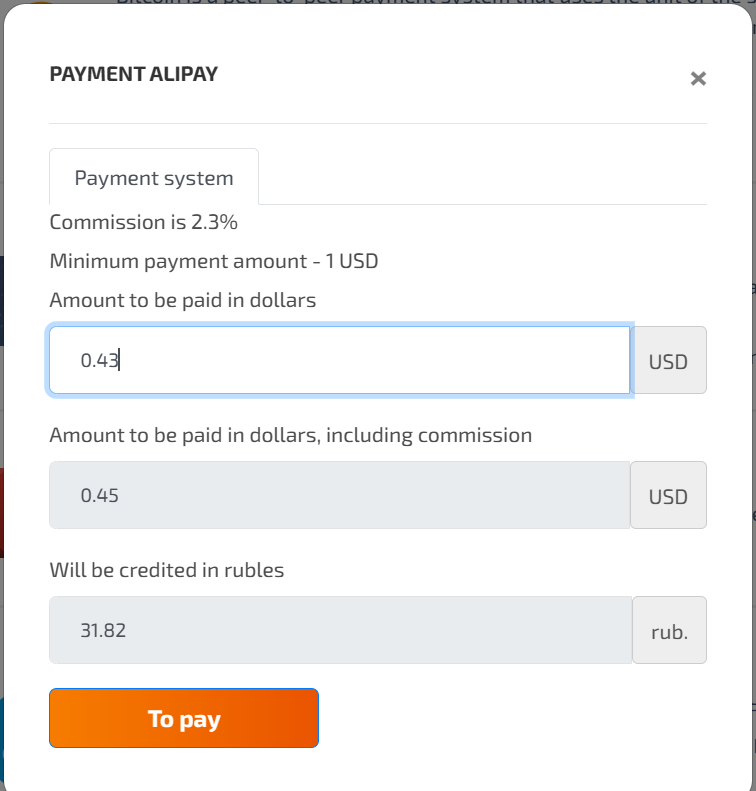 PAYMENT ALIPAY ×
Payment system
Commission is 2.3%
Minimum payment amount - 1 USD
Amount to be paid in dollars
0.43 USD
Amount to be paid in dollars, including commission
0.45 USD
Will be credited in rubles
31.82 rub.
To pay